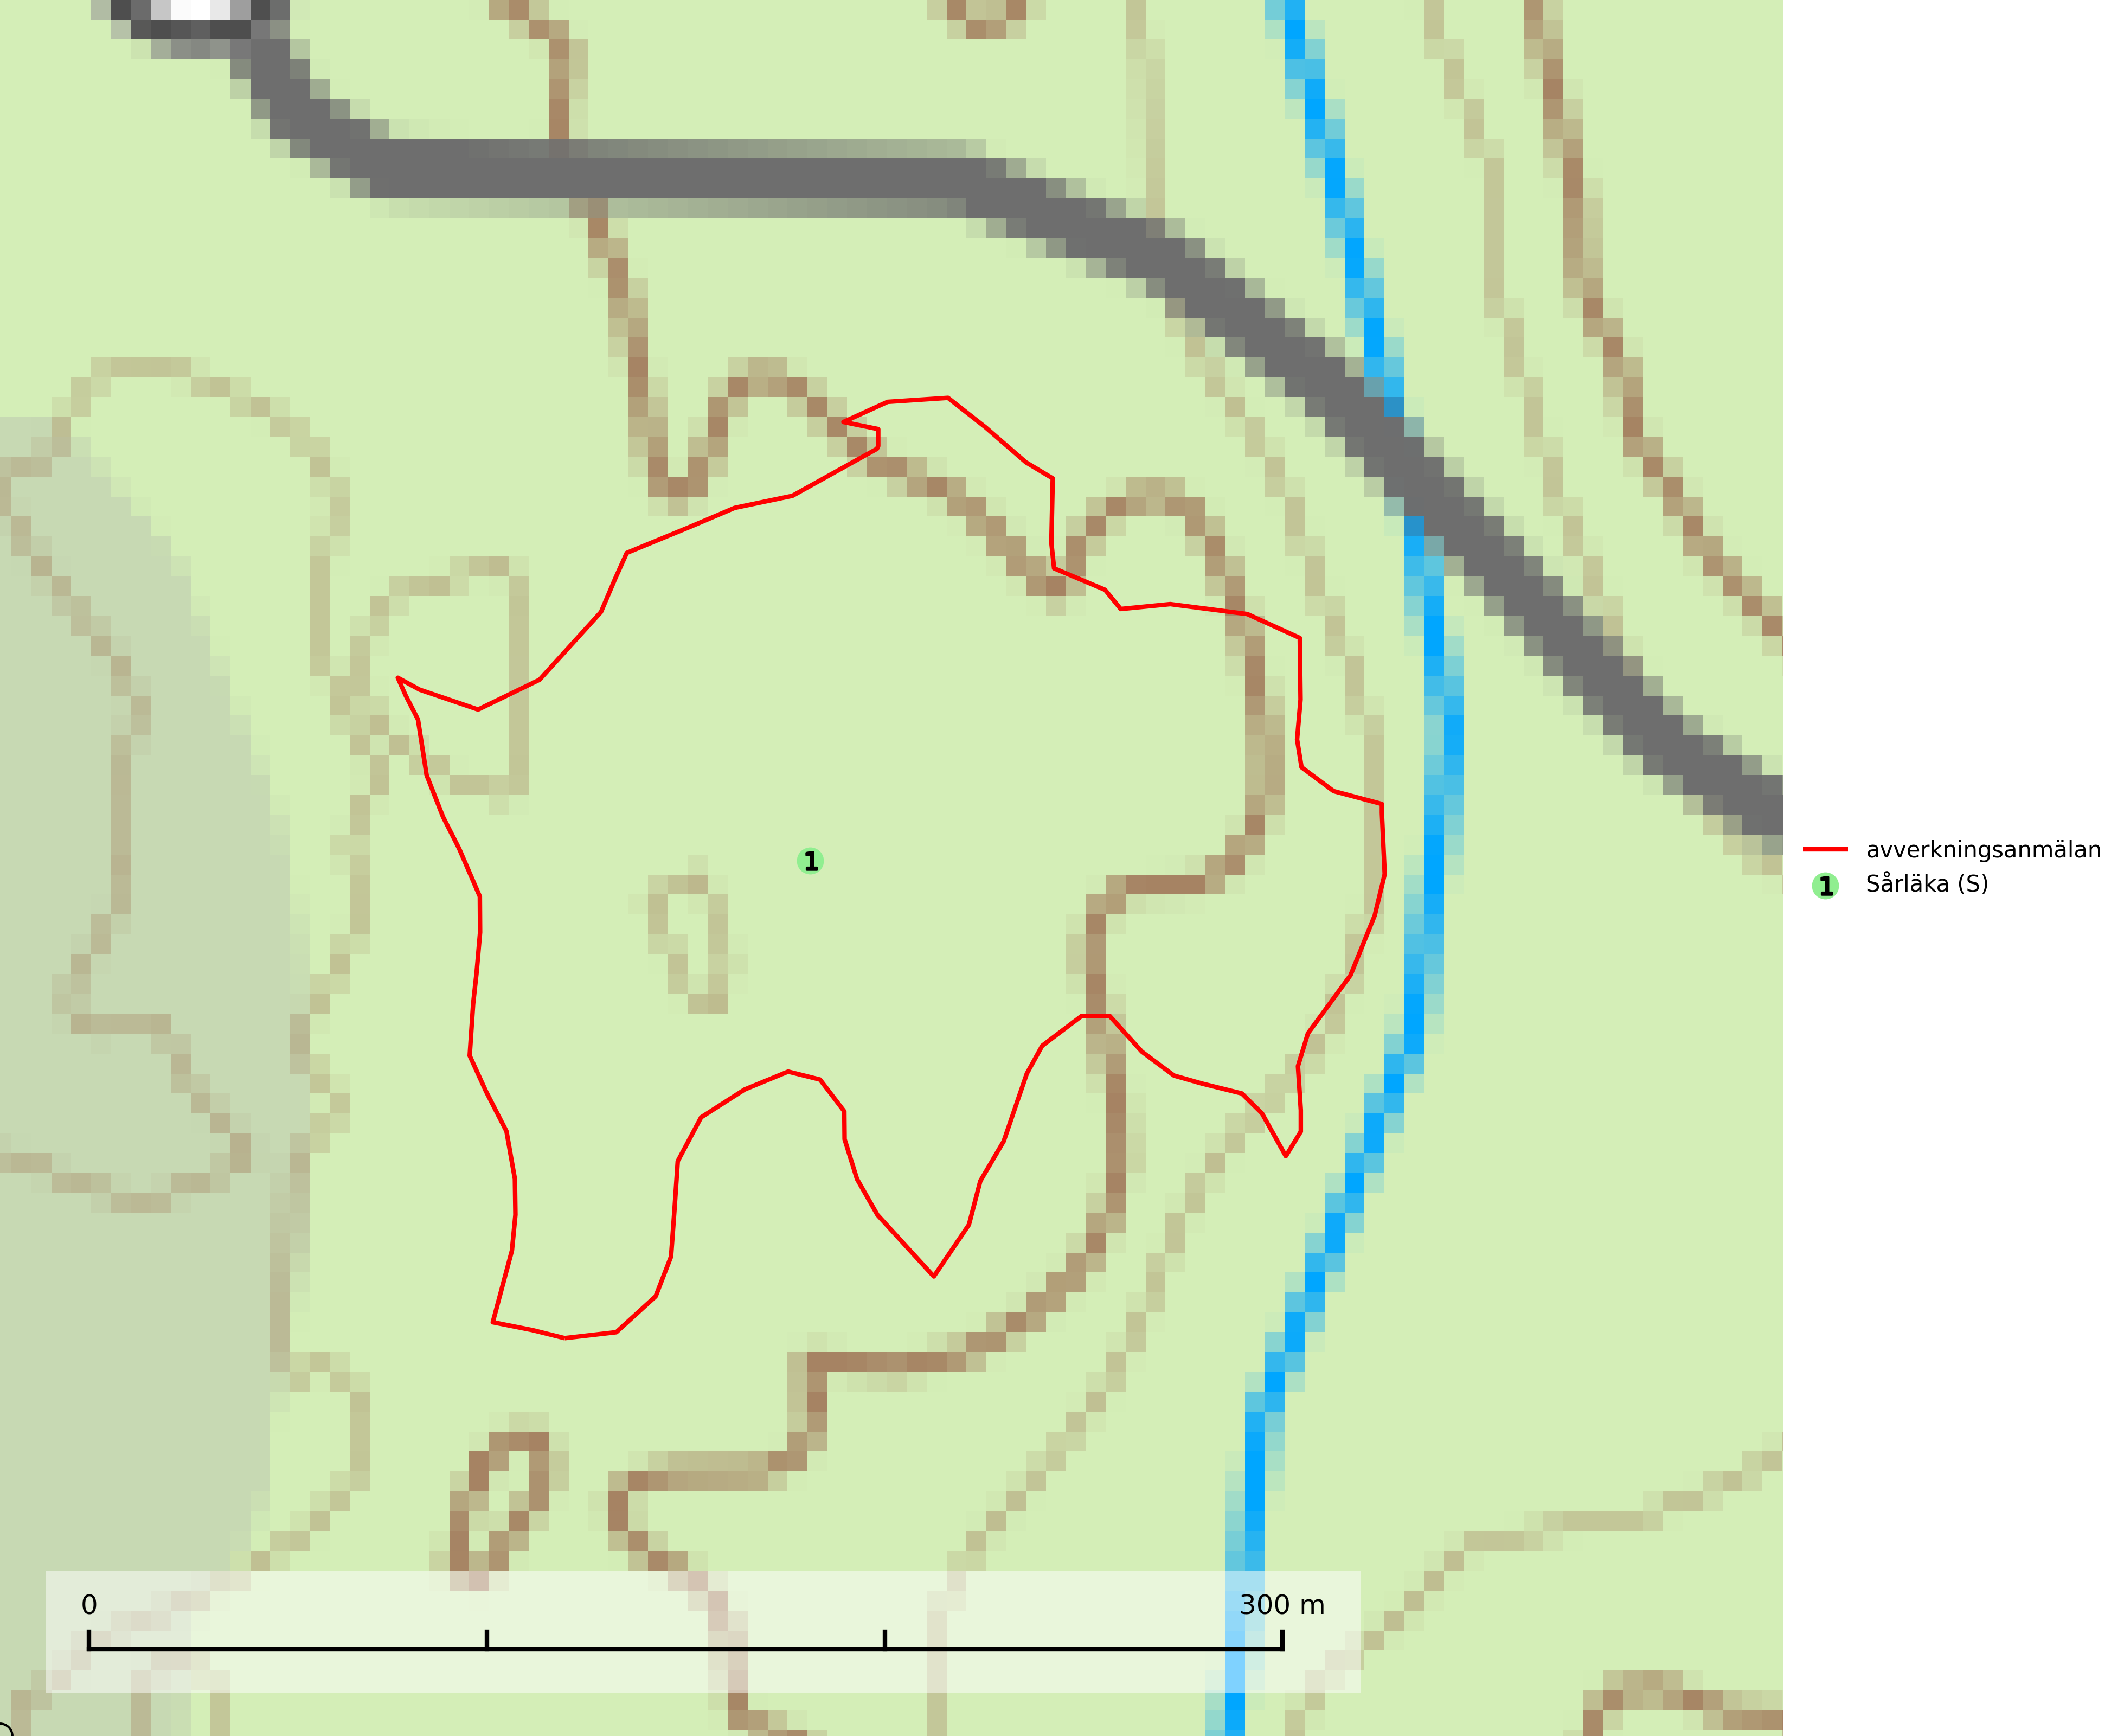 1
avverkningsanmälan
1 Sårläka (S)
0 300 m